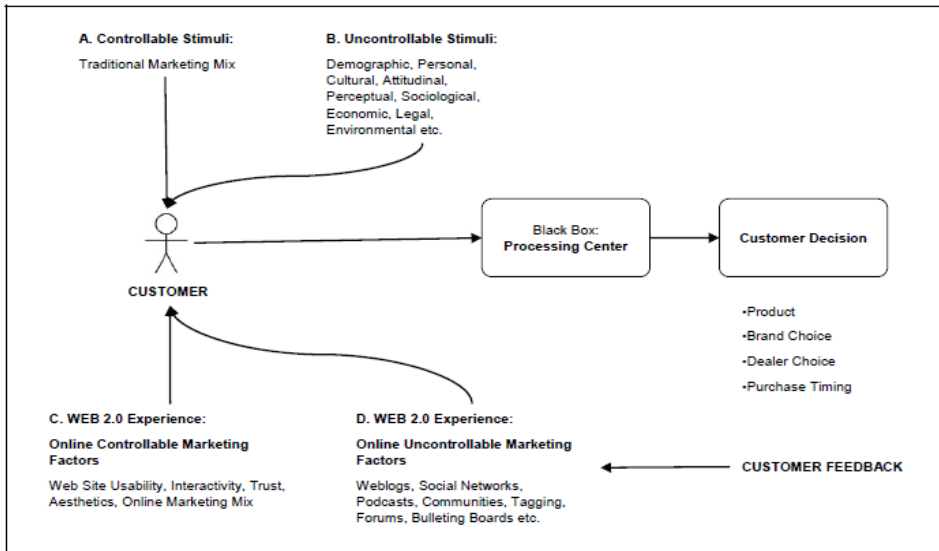 A. Controllable Stimuli:
Traditional Marketing Mix
B. Uncontrollable Stimuli:
Demographic, Personal,
Cultural, Attitudinal,
Perceptual, Sociological,
Economic, Legal,
Environmental etc.
CUSTOMER
Black Box:
Processing Center
Customer Decision
•Product
•Brand Choice
•Dealer Choice
•Purchase Timing
C. WEB 2.0 Experience:
Online Controllable Marketing
Factors
Web Site Usability, Interactivity, Trust,
Aesthetics, Online Marketing Mix
D. WEB 2.0 Experience:
Online Uncontrollable Marketing
Factors
Weblogs, Social Networks,
Podcasts, Communities, Tagging,
Forums, Bulleting Boards etc.
CUSTOMER FEEDBACK